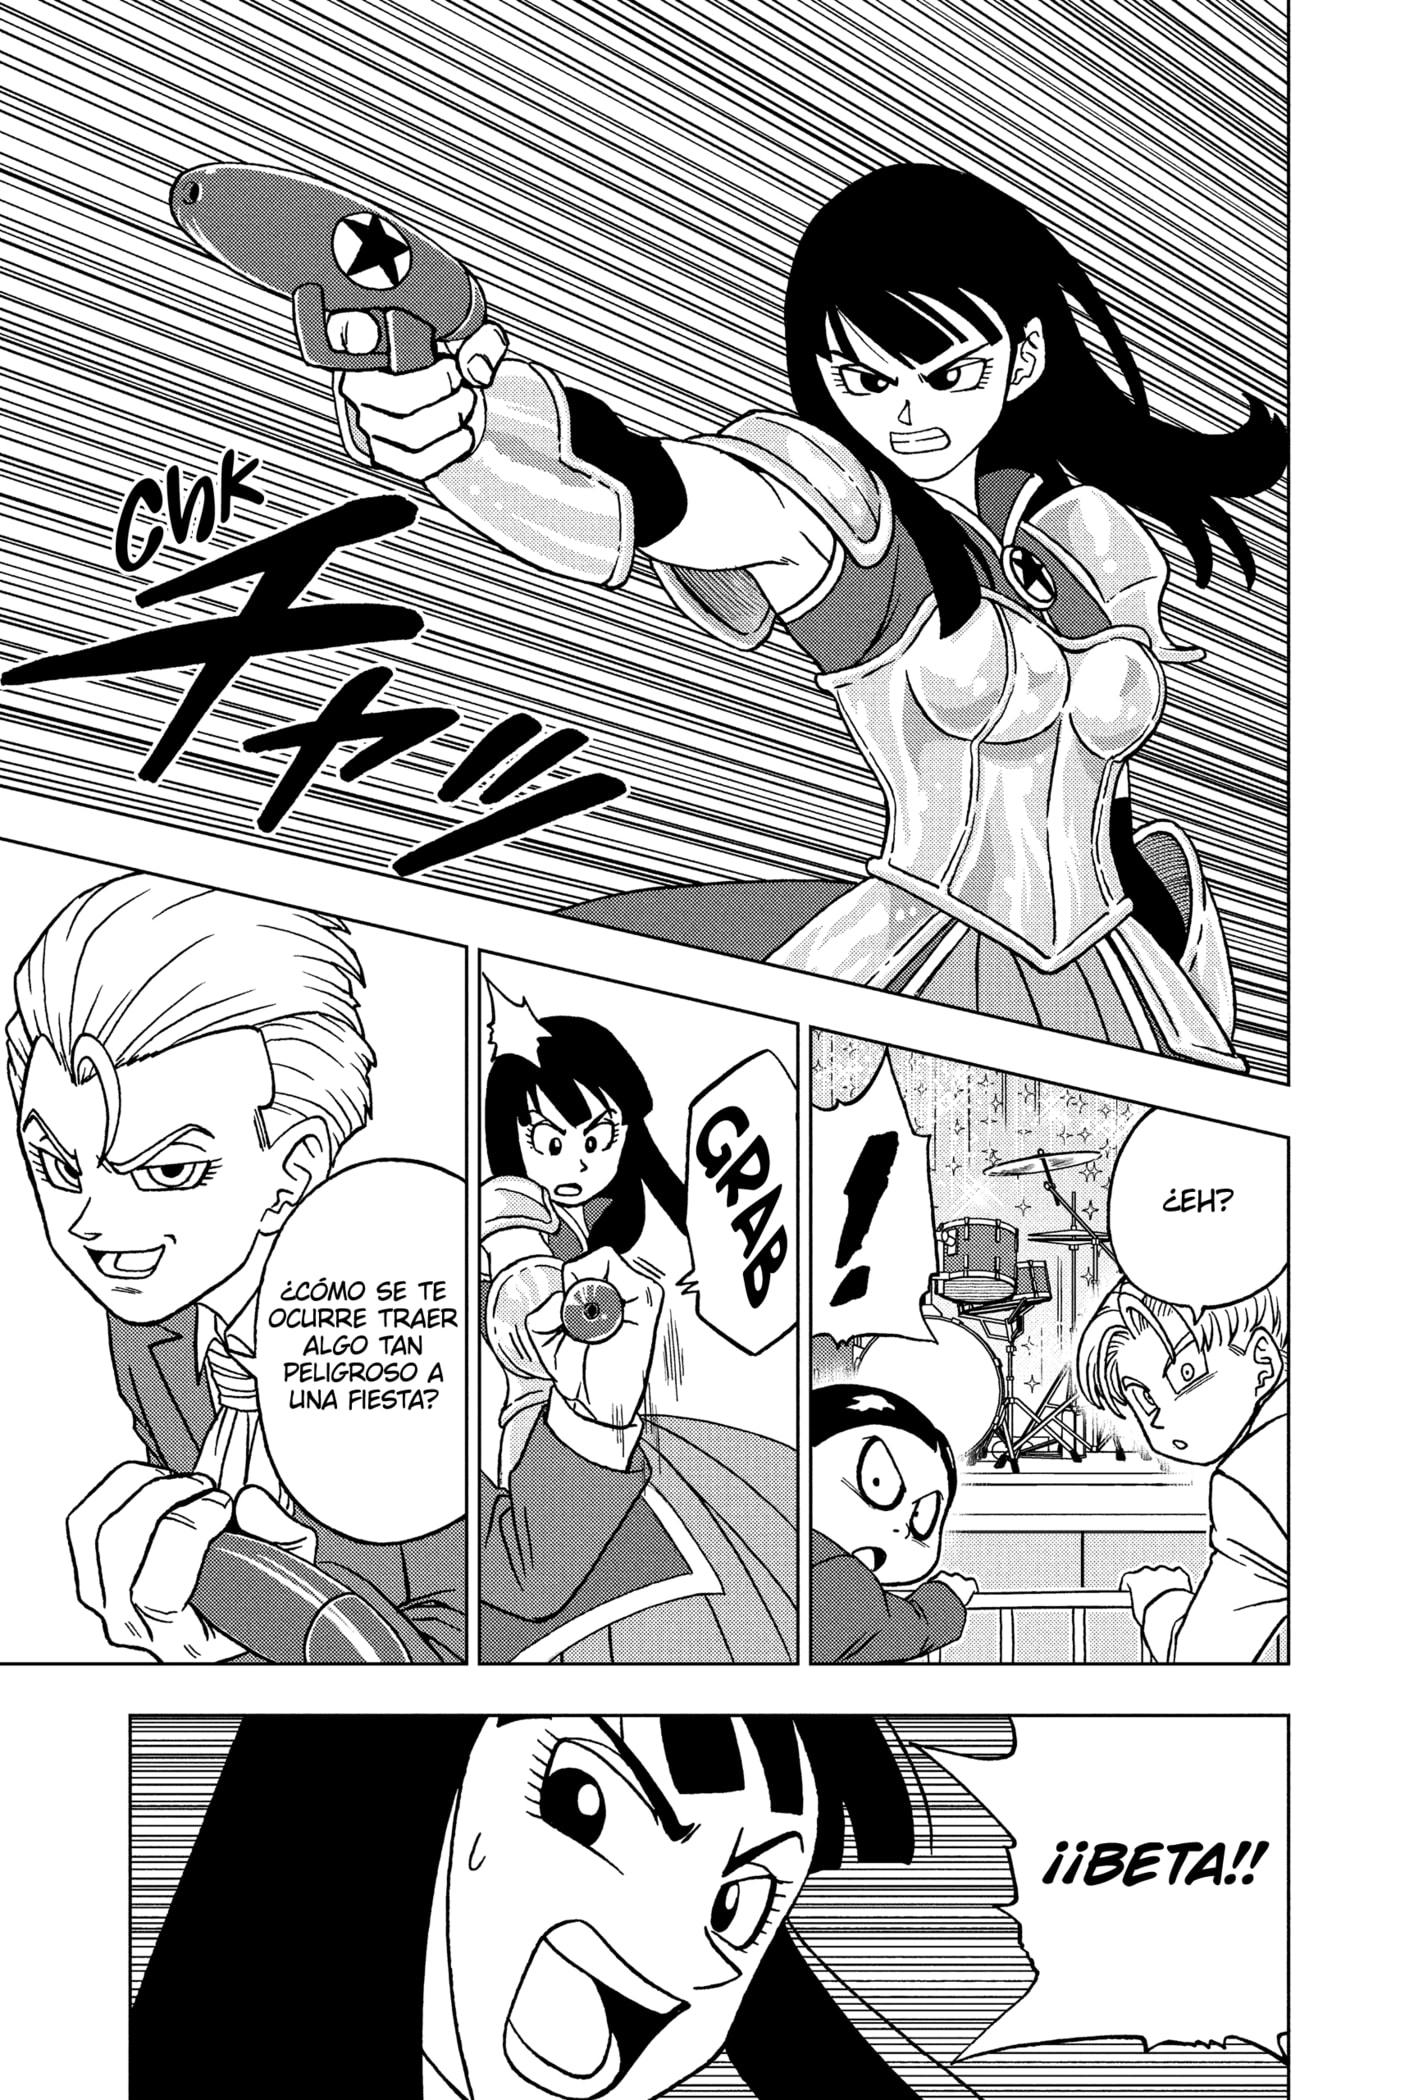 CHK
チャッ
¿EH?
!
GRAB
¿CÓMO SE TE
OCURRE TRAER
ALGO TAN
PELIGROSO A
UNA FIESTA?
¡¡BETA!!